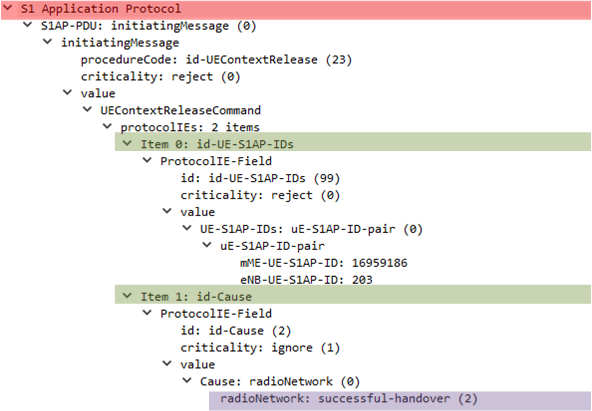 S1 Application Protocol
S1AP-PDU: initiatingMessage (0)
initiatingMessage
procedureCode: id-UEContextRelease (23)
criticality: reject (0)
value
UEContextReleaseCommand
protocolIEs: 2 items
Item 0: id-UE-S1AP-IDs
ProtocolIE-Field
id: id-UE-S1AP-IDs (99)
criticality: reject (0)
value
UE-S1AP-IDs: uE-S1AP-ID-pair (0)
uE-S1AP-ID-pair
mME-UE-S1AP-ID: 16959186
eNB-UE-S1AP-ID: 203
Item 1: id-Cause
ProtocolIE-Field
id: id-Cause (2)
criticality: ignore (1)
value
Cause: radioNetwork (0)
radioNetwork: successful-handover (2)